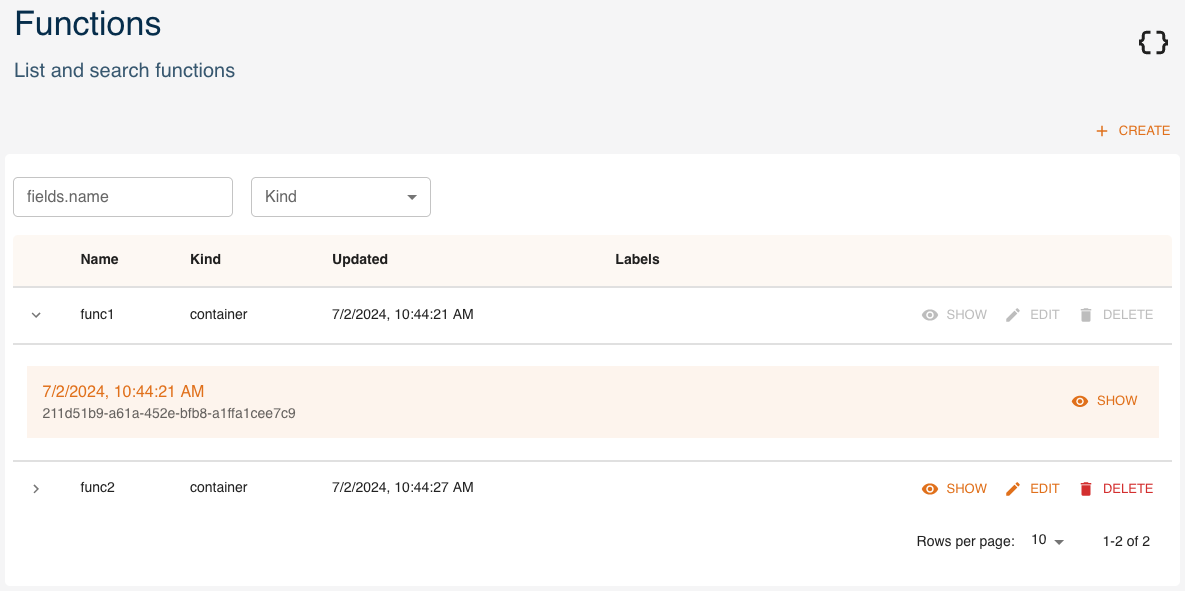 Functions
List and search functions
CREATE
fields.name Kind
Name Kind Updated Labels
func1 container 7/2/2024, 10:44:21 AM SHOW EDIT DELETE
7/2/2024, 10:44:21 AM
211d51b9-a61a-452e-bfb8-a1ffa1cee7c9
SHOW
func2 container 7/2/2024, 10:44:27 AM SHOW EDIT DELETE
Rows per page: 10 1-2 of 2